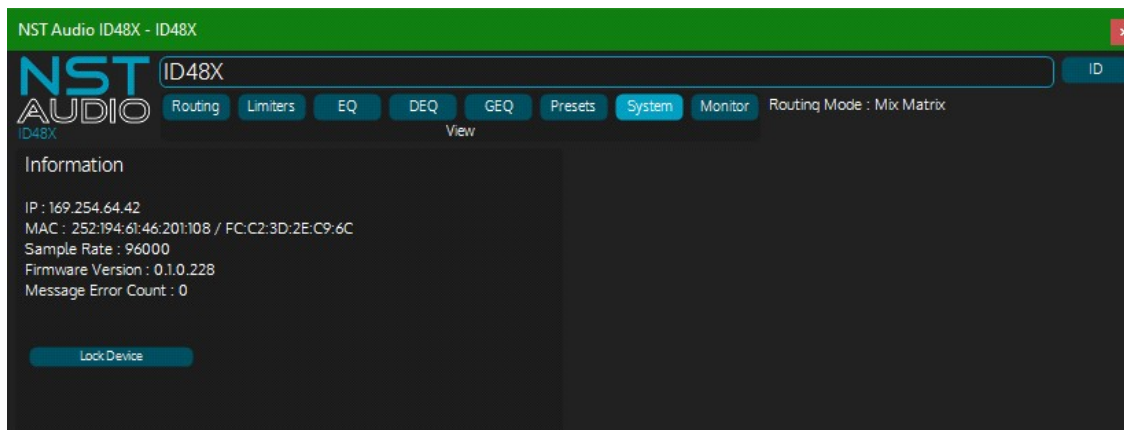 NST Audio ID48X - ID48X
NST
AUDIO
ID48X
ID48X
ID
Routing Limiters EQ DEQ GEQ Presets System Monitor Routing Mode : Mix Matrix
View
Information
IP : 169.254.64.42
MAC : 252:194:61:46:201:108 / FC:C2:3D:2E:C9:6C
Sample Rate : 96000
Firmware Version : 0.1.0.228
Message Error Count : 0
Lock Device